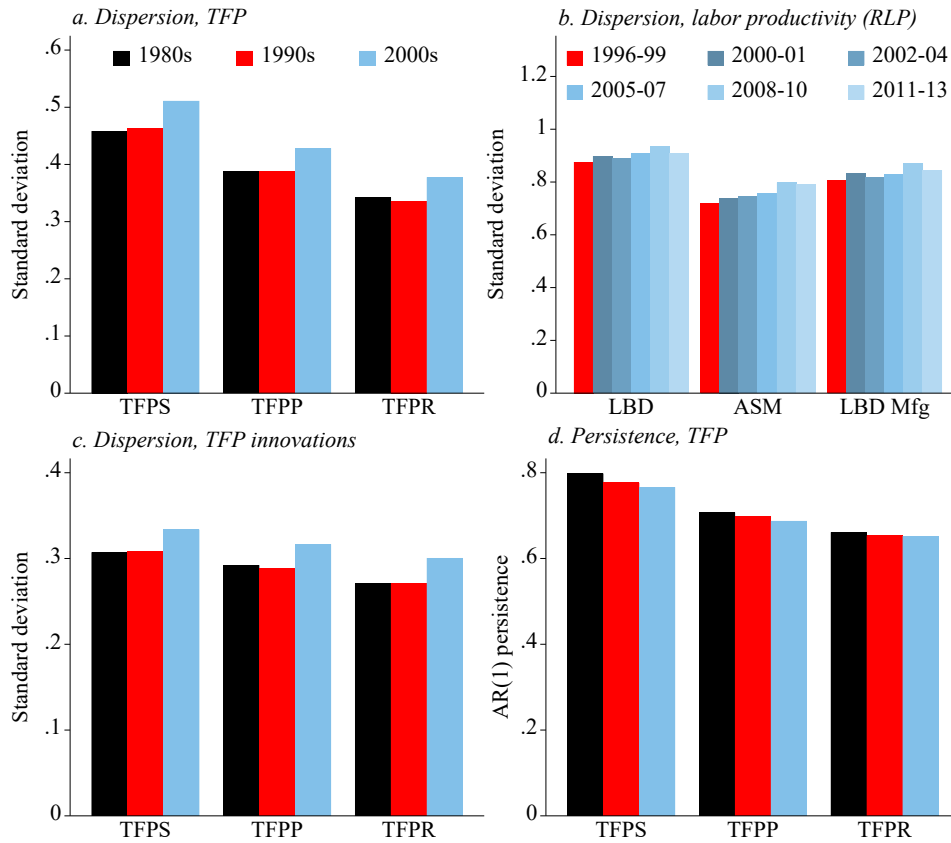 a. Dispersion, TFP
.6
.5
.4
.3
.2
.1
0
Standard deviation
1980s 1990s 2000s
TFPS TFPP TFPR
b. Dispersion, labor productivity (RLP)
1.2
1
.8
.6
.4
.2
0
Standard deviation
1996-99 2000-01 2002-04
2005-07 2008-10 2011-13
LBD ASM LBD Mfg
c. Dispersion, TFP innovations
.4
.3
.2
.1
0
Standard deviation
TFPS TFPP TFPR
d. Persistence, TFP
.8
.6
.4
.2
0
AR(1) persistence
TFPS TFPP TFPR